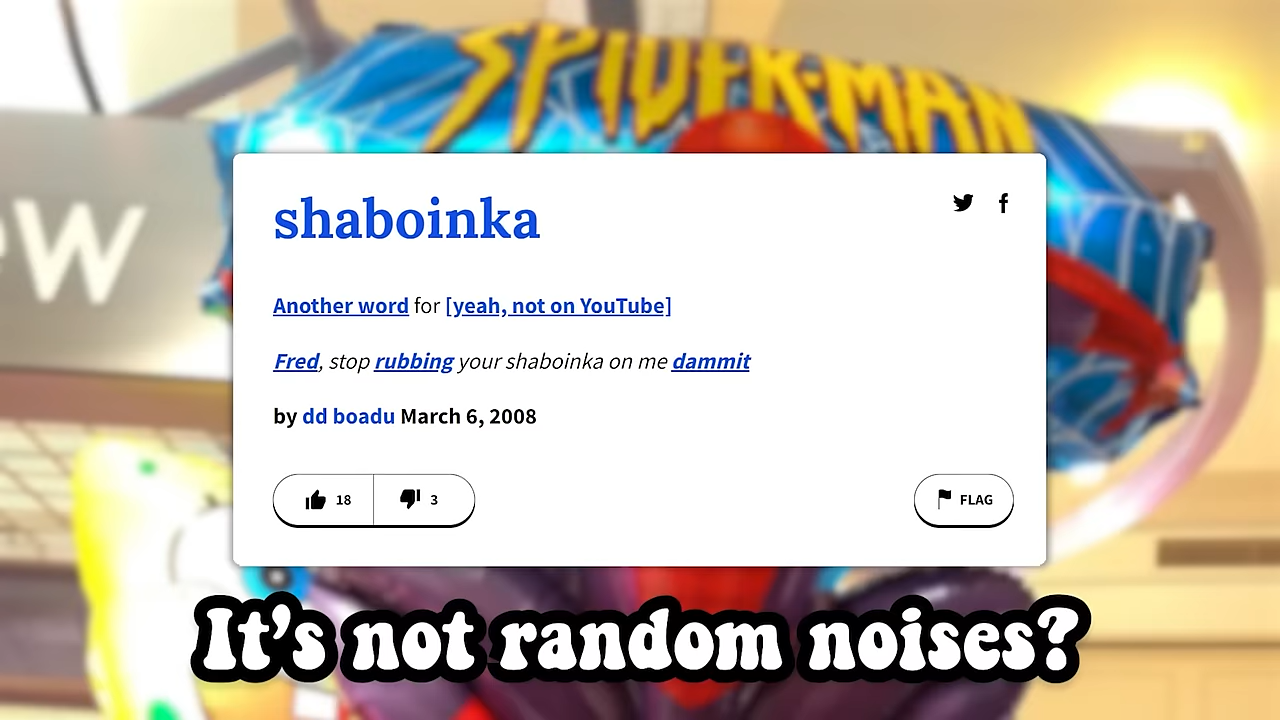 SPIDER-MAN
ew
shaboinka
Another word for [yeah, not on YouTube]
Fred, stop rubbing your shaboinka on me dammit
by dd boadu March 6, 2008
18 3 FLAG
It's not random noises?